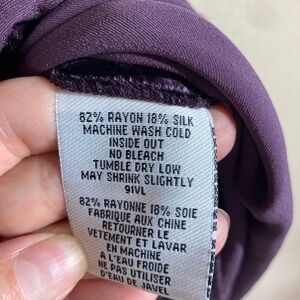 82% RAYON 18% SILK
MACHINE WASH COLD
INSIDE OUT
NO BLEACH
TUMBLE DRY LOW
MAY SHRINK SLIGHTLY
91VL
82% RAYONNE 18% SOIE
FABRIQUE AUX CHINE
RETOURNER LE
VETEMENT ET LAVAR
EN MACHINE
A L'EAU FROIDE
NE PAS UTILISER
D'EAU DE JAVEL